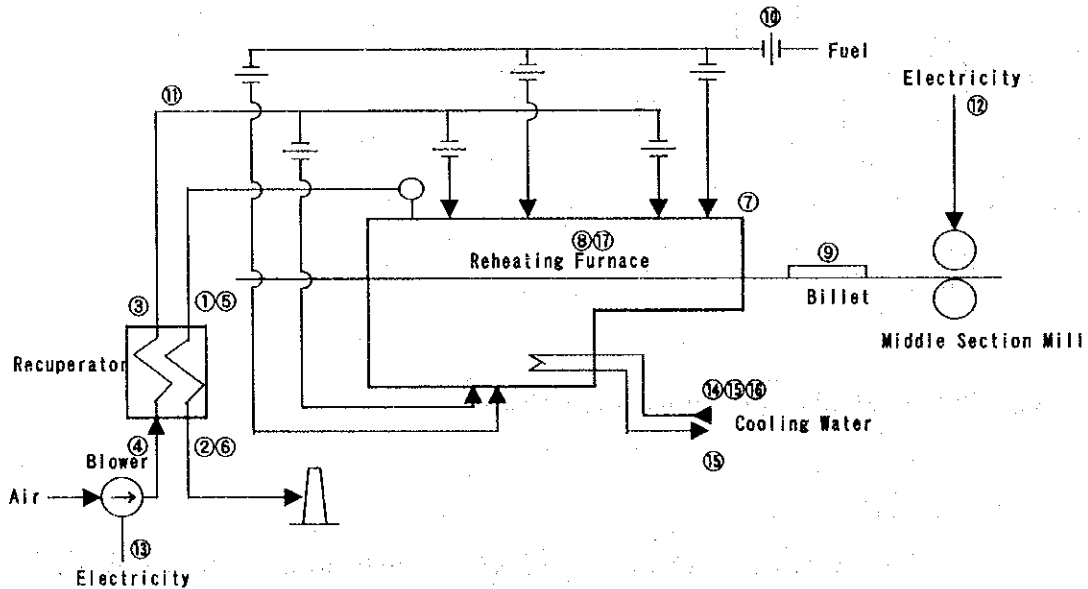 ⑩
Fuel
Electricity
⑫
⑪
⑦
⑧⑰
Reheating Furnace
⑨
Billet
③
①⑤
Middle Section Mill
Recuperator
⑭⑮⑯
Cooling Water
④
②⑥
⑮
Blower
Air
⑬
Electricity